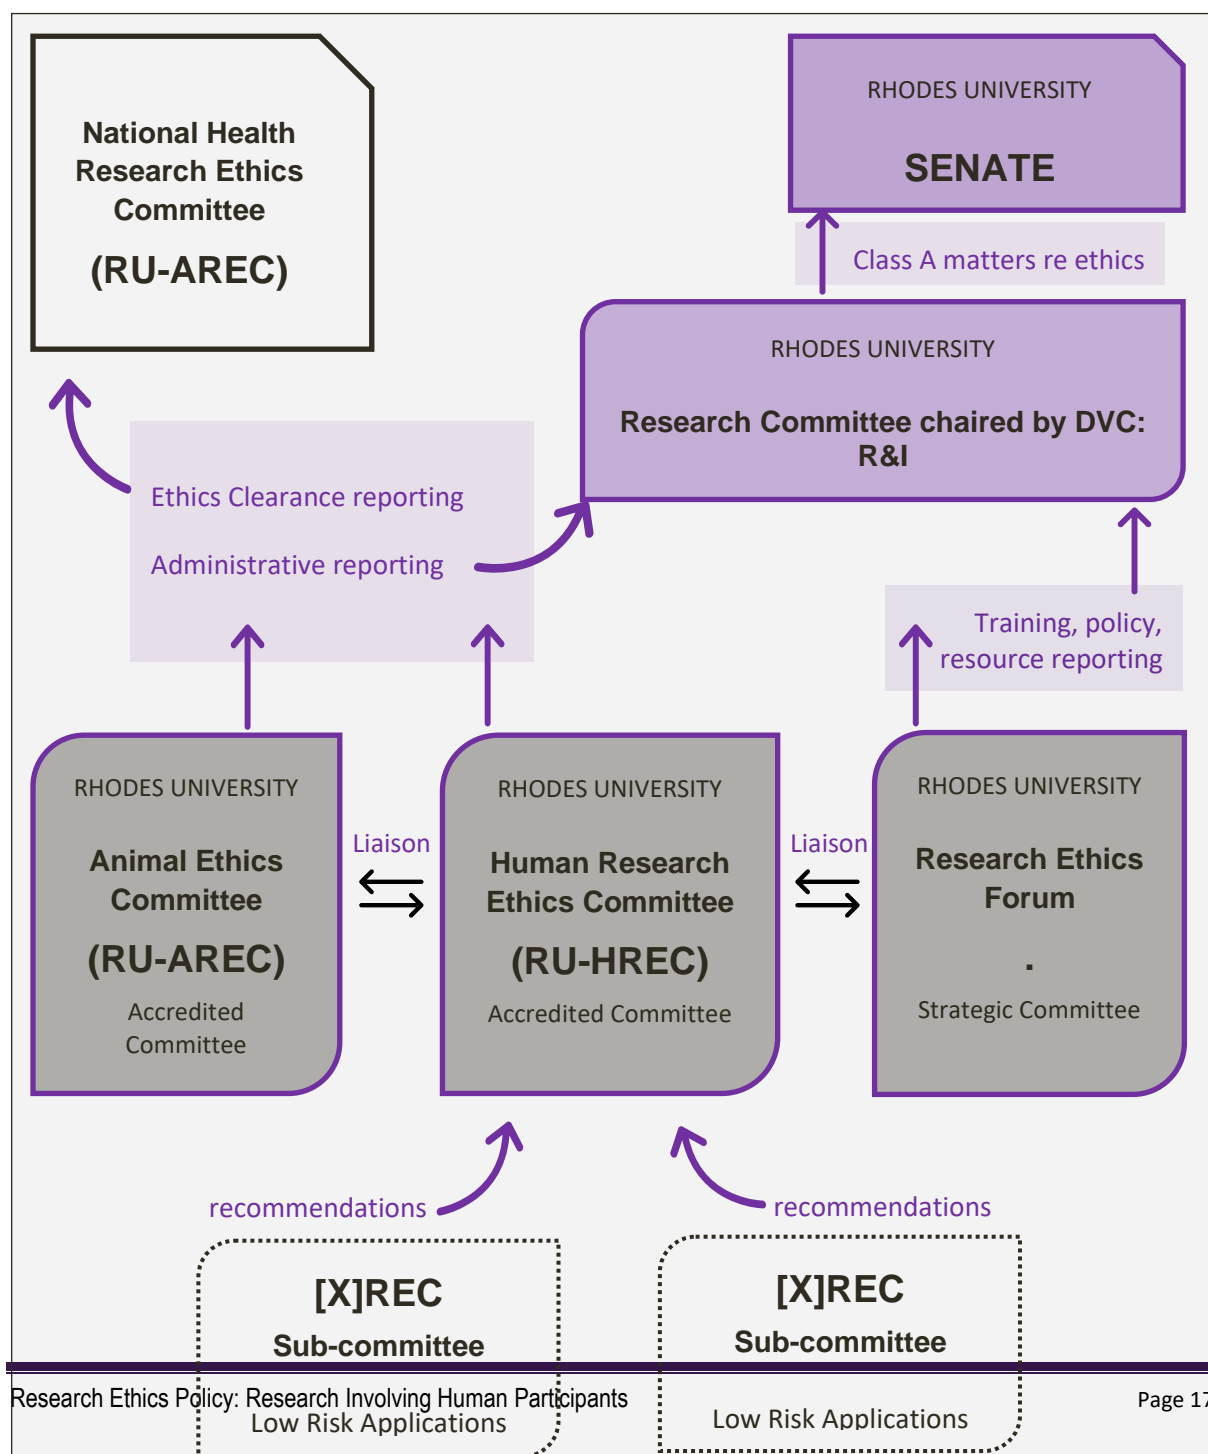 National Health
Research Ethics
Committee
(RU-AREC)
RHODES UNIVERSITY
SENATE
Class A matters re ethics
RHODES UNIVERSITY
Research Committee chaired by DVC:
R&I
Ethics Clearance reporting
Administrative reporting
Training, policy,
resource reporting
RHODES UNIVERSITY
Animal Ethics
Committee
(RU-AREC)
Accredited
Committee
Liaison
RHODES UNIVERSITY
Human Research
Ethics Committee
(RU-HREC)
Accredited Committee
Liaison
RHODES UNIVERSITY
Research Ethics
Forum
.
Strategic Committee
recommendations
recommendations
[X]REC
Sub-committee
Low Risk Applications
[X]REC
Sub-committee
Low Risk Applications
Research Ethics Policy: Research Involving Human Participants
Page 17